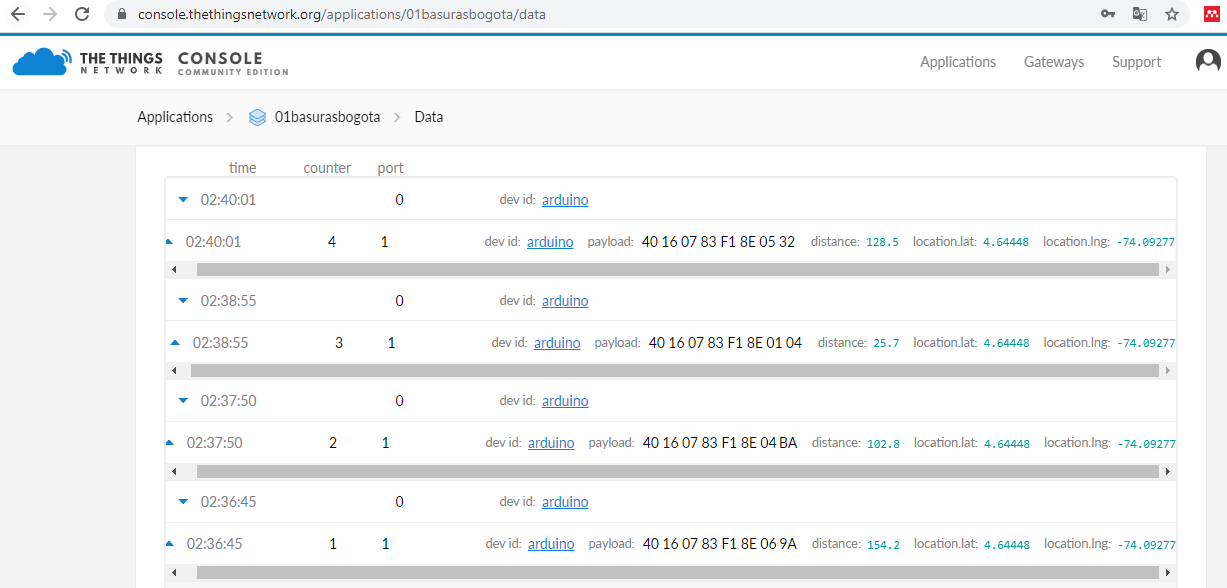 console.thethingsnetwork.org/applications/01basurasbogota/data
THE THINGS NETWORK CONSOLE COMMUNITY EDITION
Applications Gateways Support
Applications > 01basurasbogota > Data
time counter port
02:40:01 0 dev id: arduino
02:40:01 4 1 dev id: arduino payload: 40 16 07 83 F1 8E 05 32 distance: 128.5 location.lat: 4.64448 location.lng: -74.09277
02:38:55 0 dev id: arduino
02:38:55 3 1 dev id: arduino payload: 40 16 07 83 F1 8E 01 04 distance: 25.7 location.lat: 4.64448 location.lng: -74.09277
02:37:50 0 dev id: arduino
02:37:50 2 1 dev id: arduino payload: 40 16 07 83 F1 8E 04 BA distance: 102.8 location.lat: 4.64448 location.lng: -74.09277
02:36:45 0 dev id: arduino
02:36:45 1 1 dev id: arduino payload: 40 16 07 83 F1 8E 06 9A distance: 154.2 location.lat: 4.64448 location.lng: -74.09277